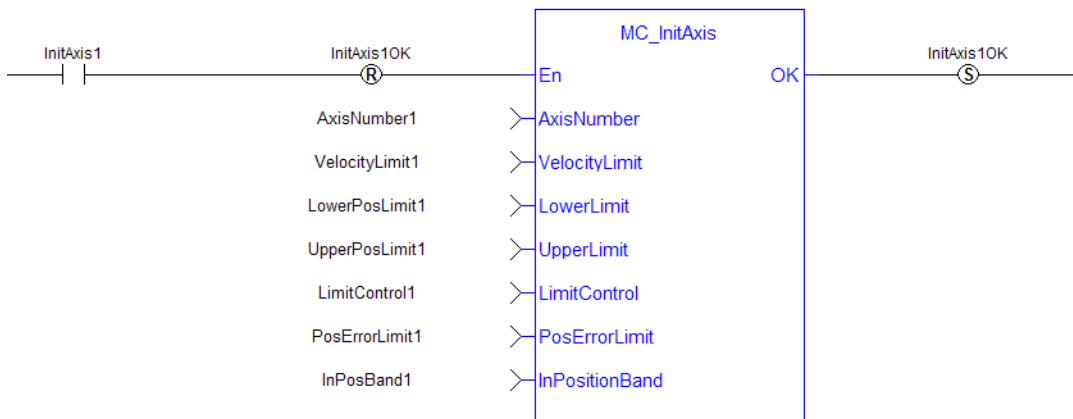 MC_InitAxis
InitAxis1 InitAxis1OK InitAxis1OK
R En OK S
AxisNumber1 AxisNumber
VelocityLimit1 VelocityLimit
LowerPosLimit1 LowerLimit
UpperPosLimit1 UpperLimit
LimitControl1 LimitControl
PosErrorLimit1 PosErrorLimit
InPosBand1 InPositionBand